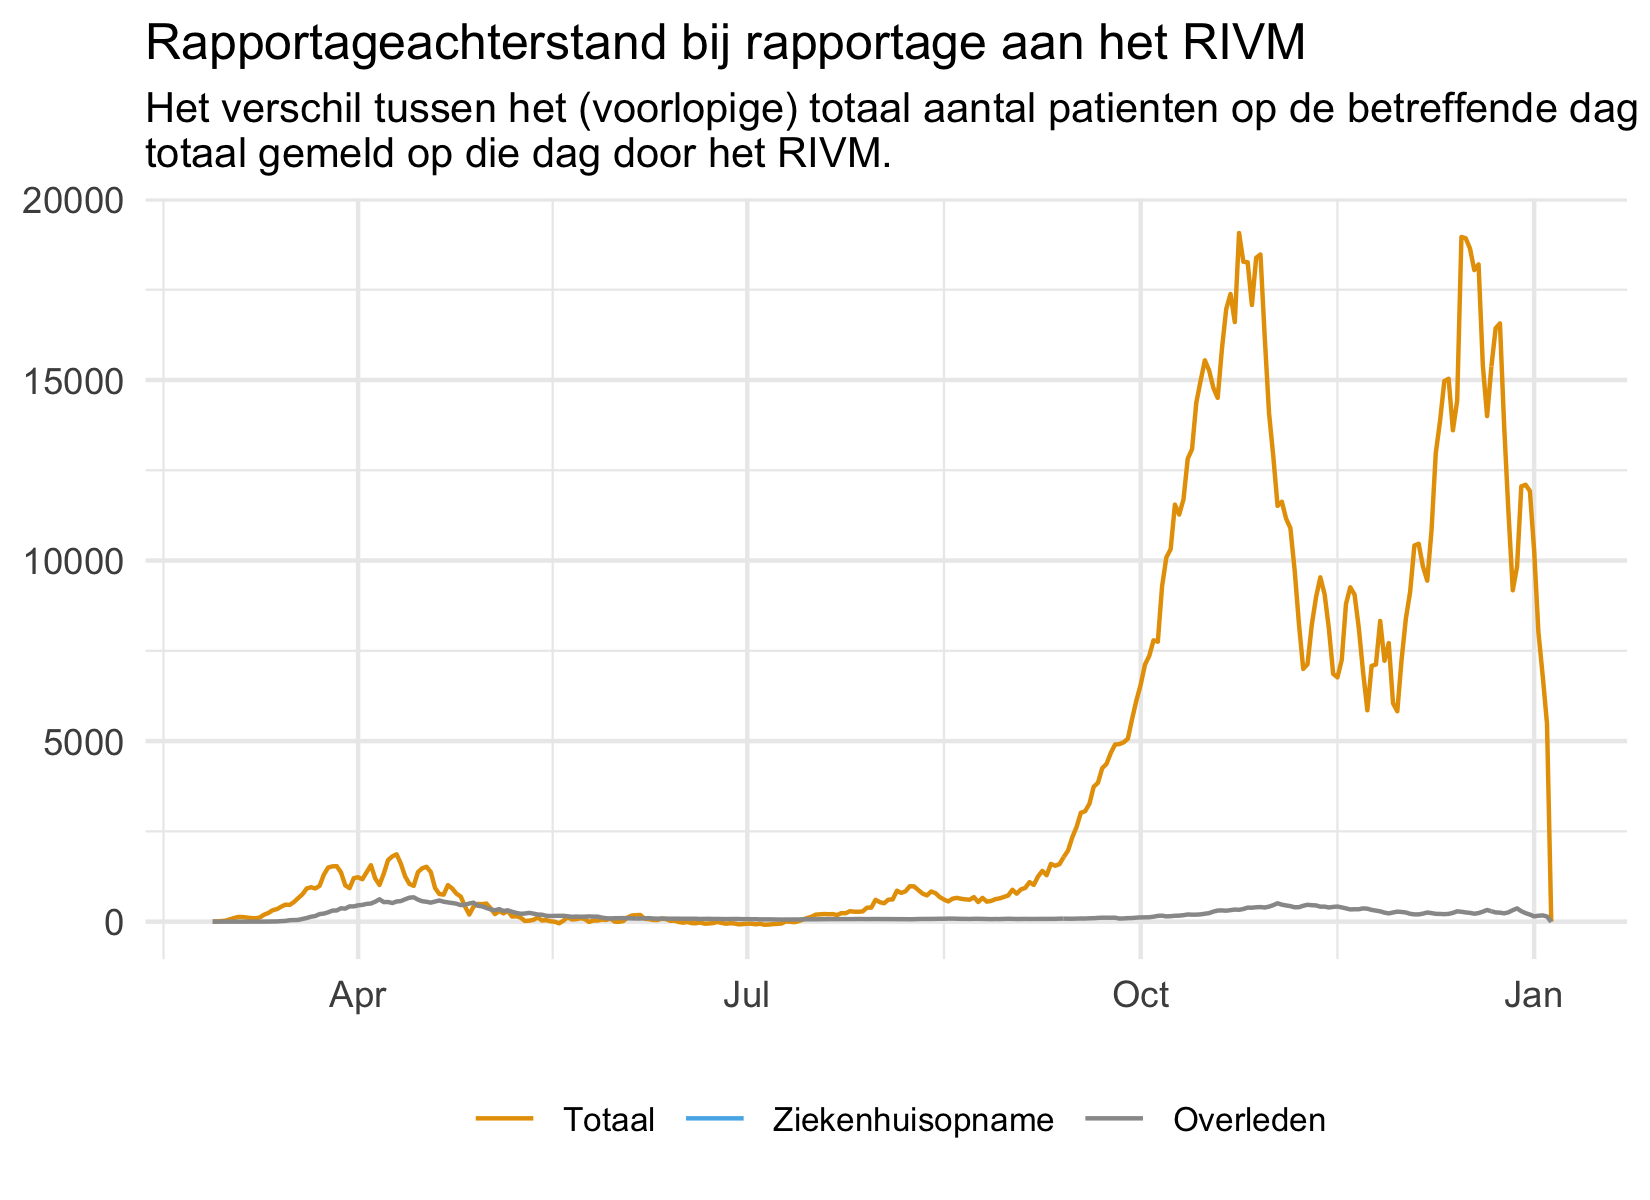 Rapportageachterstand bij rapportage aan het RIVM
Het verschil tussen het (voorlopige) totaal aantal patienten op de betreffende dag
totaal gemeld op die dag door het RIVM.
20000
15000
10000
5000
0
Apr Jul Oct Jan
Totaal Ziekenhuisopname Overleden